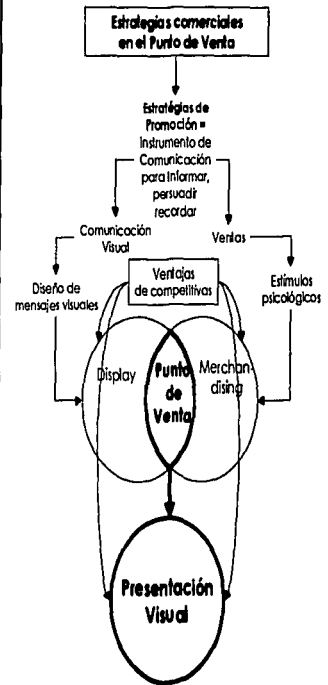 Estrategias comerciales
en el Punto de Venta
Estratégias de
Promoción =
Instrumento de
Comunicación
para Informar,
persuadir
recordar
Comunicación
Visual
Ventas
Diseño de
mensajes visuales
Ventajas
de competitivas
Estímulos
psicológicos
Display
Punto
de
Venta
Merchan-
dising
Presentación
Visual